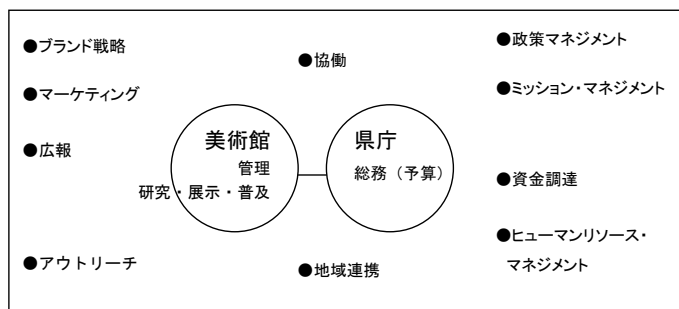 ●ブランド戦略
●マーケティング
●広報
●アウトリーチ
●協働
美術館
管理
研究・展示・普及
県庁
総務（予算）
●地域連携
●政策マネジメント
●ミッション・マネジメント
●資金調達
●ヒューマンリソース・
マネジメント